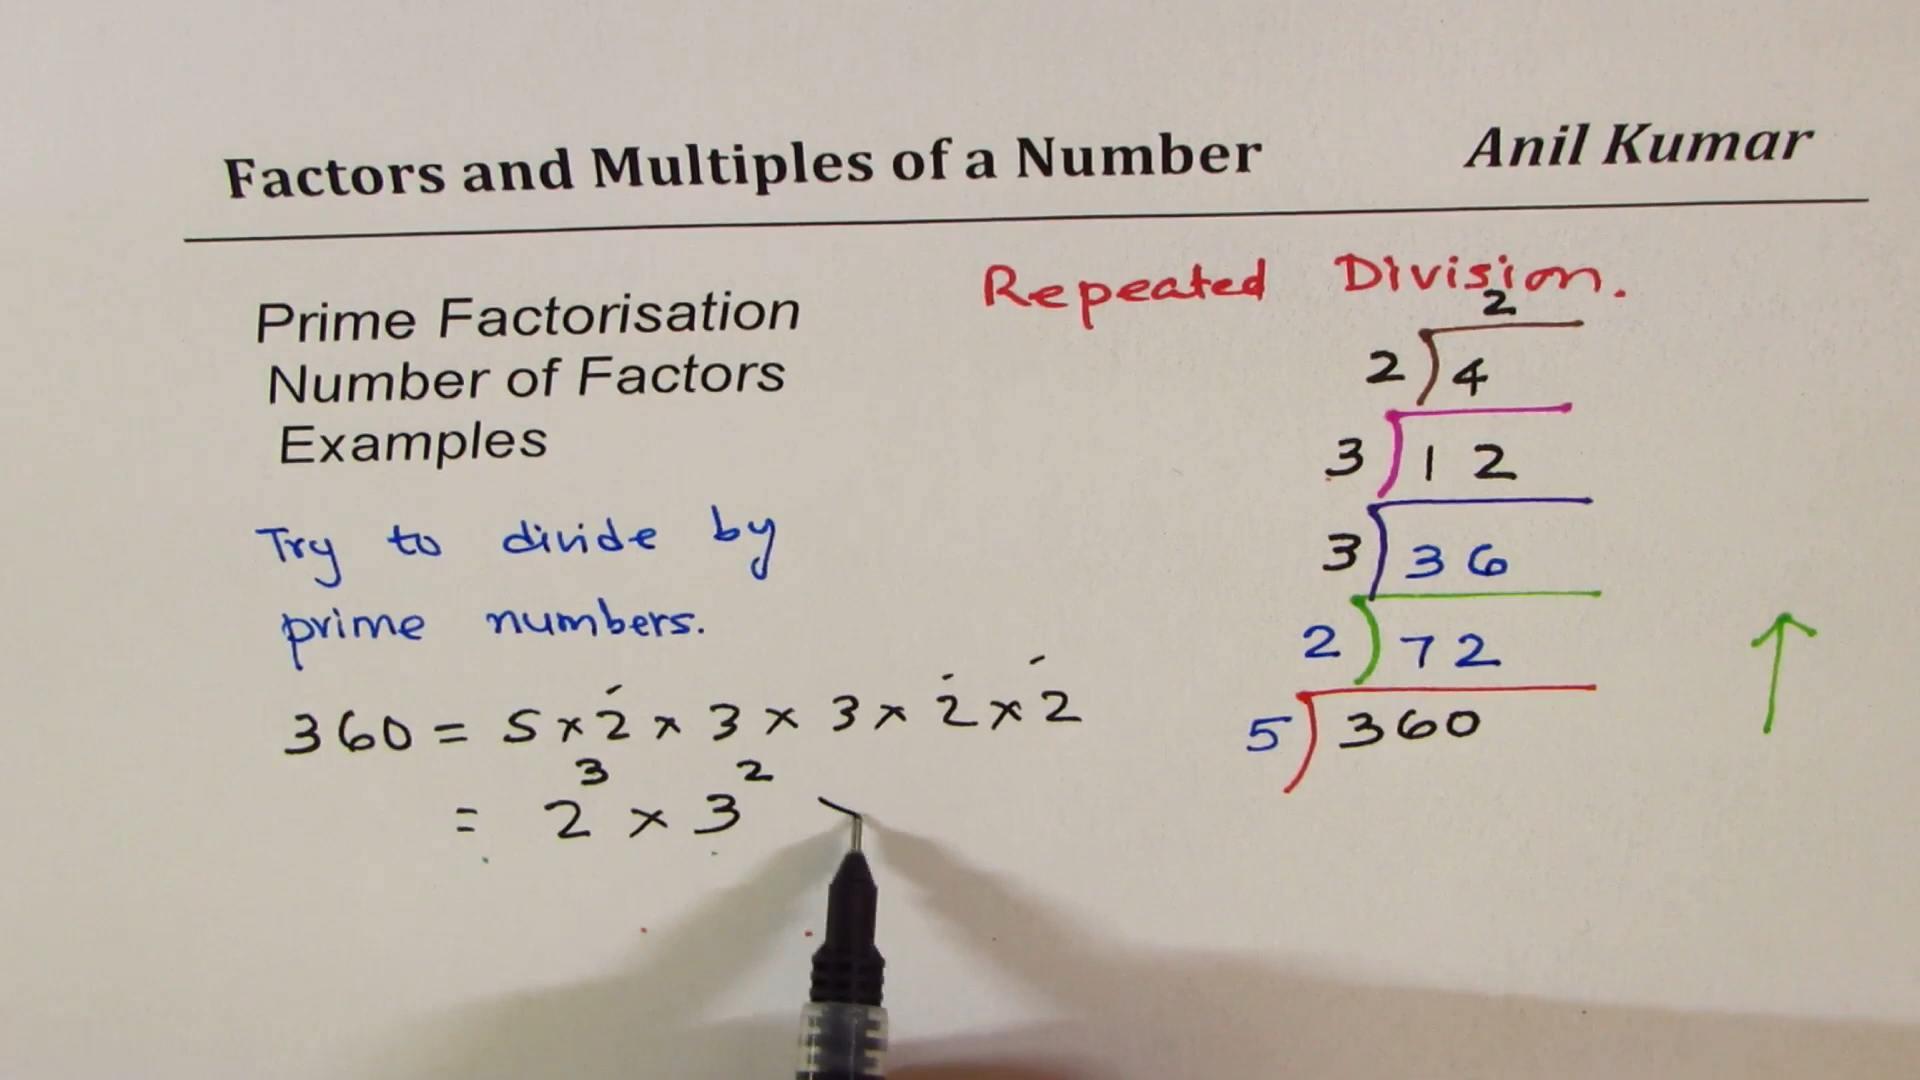 Factors and Multiples of a Number Anil Kumar
Prime Factorisation
Number of Factors
Examples
Try to divide by
prime numbers.
360 = 5 × 2 × 3 × 3 × 2 × 2
= 2³ × 3²
Repeated Division.
2
2)4
3)12
3)36
2)72
5)360